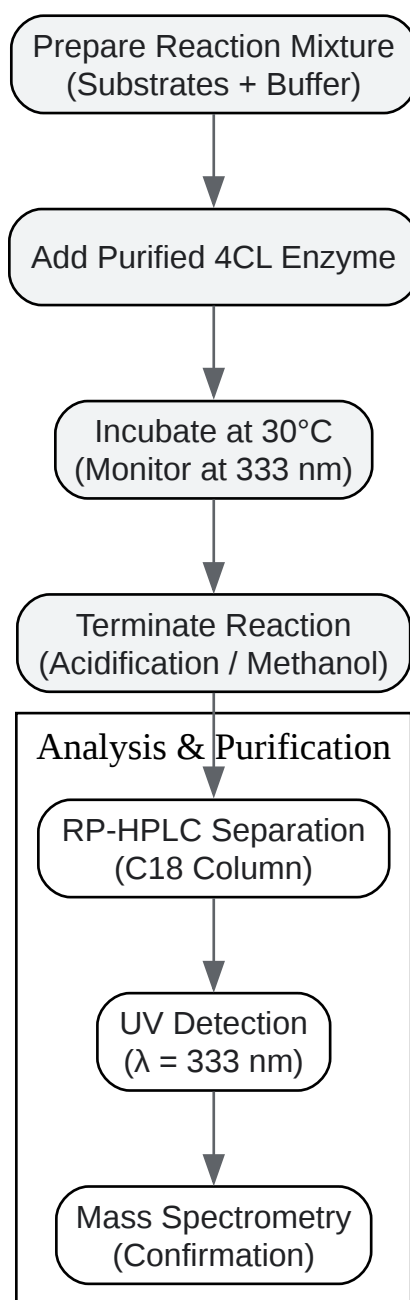 Prepare Reaction Mixture
(Substrates + Buffer)
Add Purified 4CL Enzyme
Incubate at 30°C
(Monitor at 333 nm)
Terminate Reaction
(Acidification / Methanol)
Analysis & Purification
RP-HPLC Separation
(C18 Column)
UV Detection
(λ = 333 nm)
Mass Spectrometry
(Confirmation)